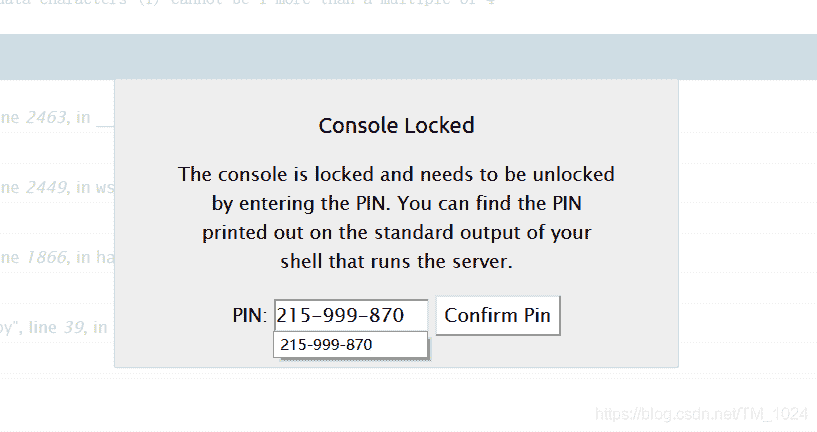 data characters (1) cannot be 1 more than a multiple of 4
ne 2463, in __
Console Locked
The console is locked and needs to be unlocked
ne 2449, in ws
by entering the PIN. You can find the PIN
printed out on the standard output of your
ne 1866, in ha
shell that runs the server.
PIN: 215-999-870 Confirm Pin
py", line 39, in
215-999-870
https://blog.csdn.net/TM_1024